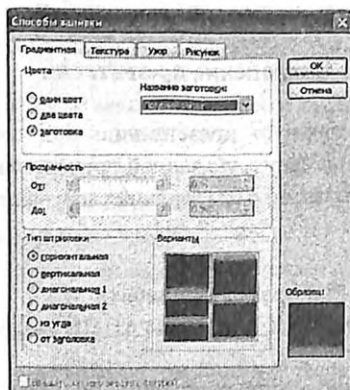 Способы заливки
Градиентная Текстура Узор Рисунок
Цвета
один цвет
два цвета
заготовка
Название заготовки:
ОК
Отмена
Прозрачность
От:
До:
Тип штриховки
горизонтальная
вертикальная
диагональная 1
диагональная 2
из угла
от заголовка
Варианты
Образец: